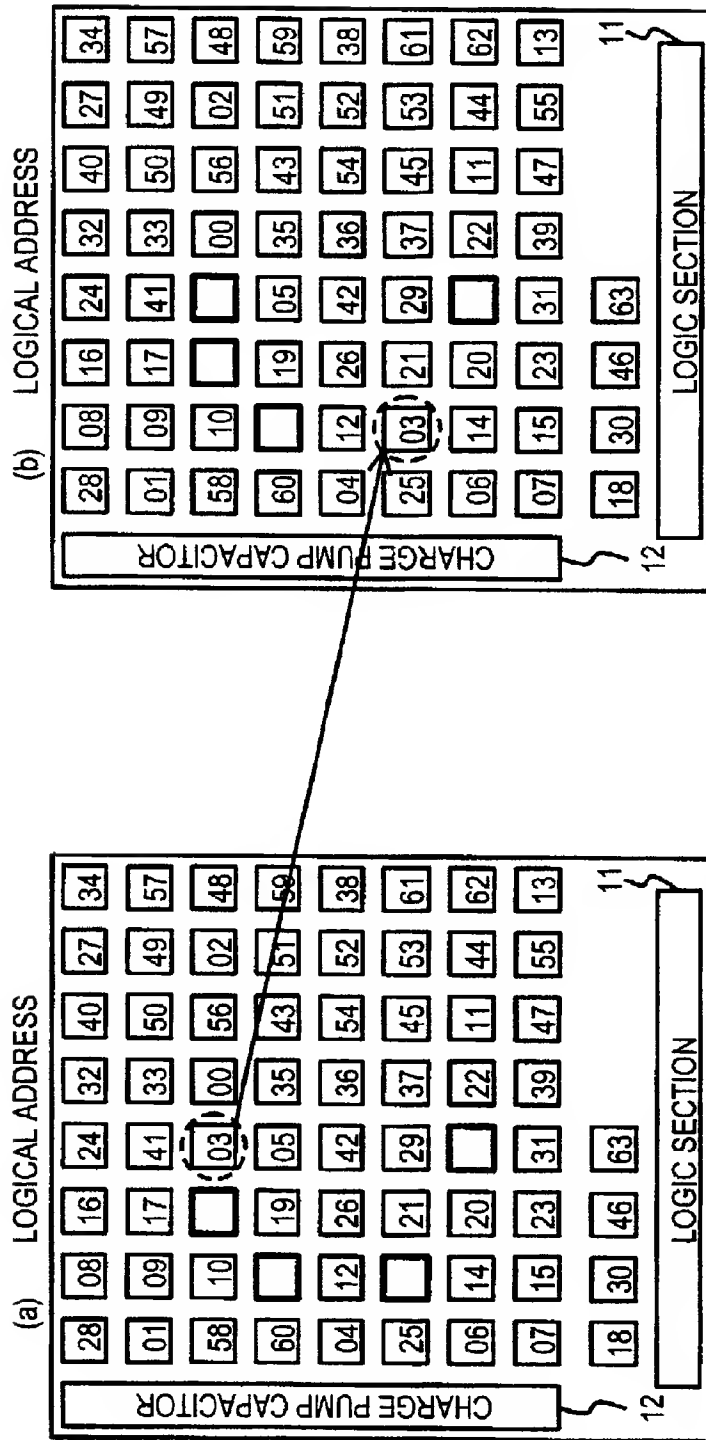 (a) LOGICAL ADDRESS
28 08 16 24 32 40 27 34
01 09 17 41 33 50 49 57
58 10 03 00 56 02 48
60 19 05 35 43 51 59
04 12 26 42 36 54 52 38
25 21 29 37 45 53 61
06 14 20 22 11 44 62
07 15 23 31 39 47 55 13
18 30 46 63
CHARGE PUMP CAPACITOR
12
11
LOGIC SECTION
(b) LOGICAL ADDRESS
28 08 16 24 32 40 27 34
01 09 17 41 33 50 49 57
58 10 00 56 02 48
60 19 05 35 43 51 59
04 12 26 42 36 54 52 38
25 03 21 29 37 45 53 61
06 14 20 22 11 44 62
07 15 23 31 39 47 55 13
18 30 46 63
CHARGE PUMP CAPACITOR
12
11
LOGIC SECTION